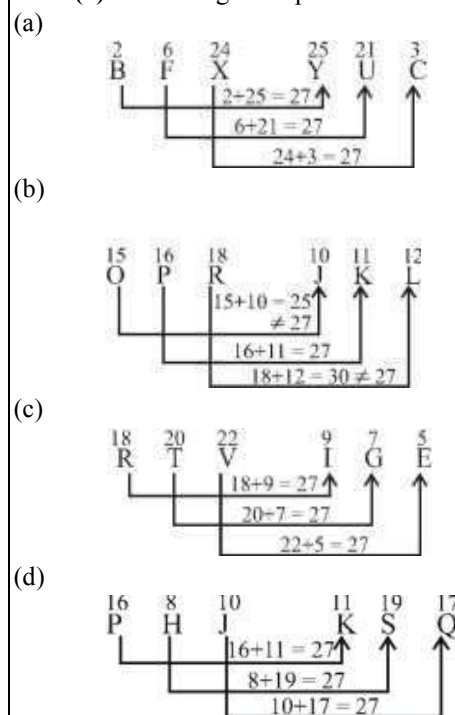 (a)
2 6 24 25 21 3
B F X Y U C
2+25 = 27
6+21 = 27
24+3 = 27
(b)
15 16 18 10 11 12
O P R J K L
15+10 = 25
≠ 27
16+11 = 27
18+12 = 30 ≠ 27
(c)
18 20 22 9 7 5
R T V I G E
18+9 = 27
20+7 = 27
22+5 = 27
(d)
16 8 10 11 19 17
P H J K S Q
16+11 = 27
8+19 = 27
10+17 = 27